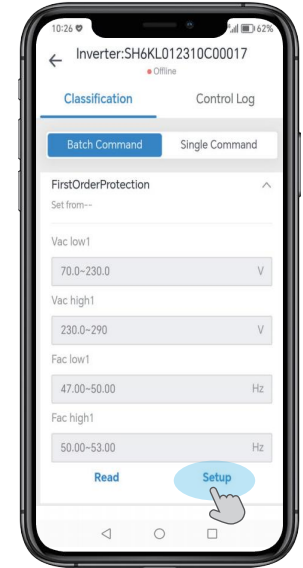 10:26 62%
Inverter:SH6KL012310C00017
Offline
Classification Control Log
Batch Command Single Command
FirstOrderProtection
Set from--
Vac low1
70.0~230.0 V
Vac high1
230.0~290 V
Fac low1
47.00~50.00 Hz
Fac high1
50.00~53.00 Hz
Read Setup